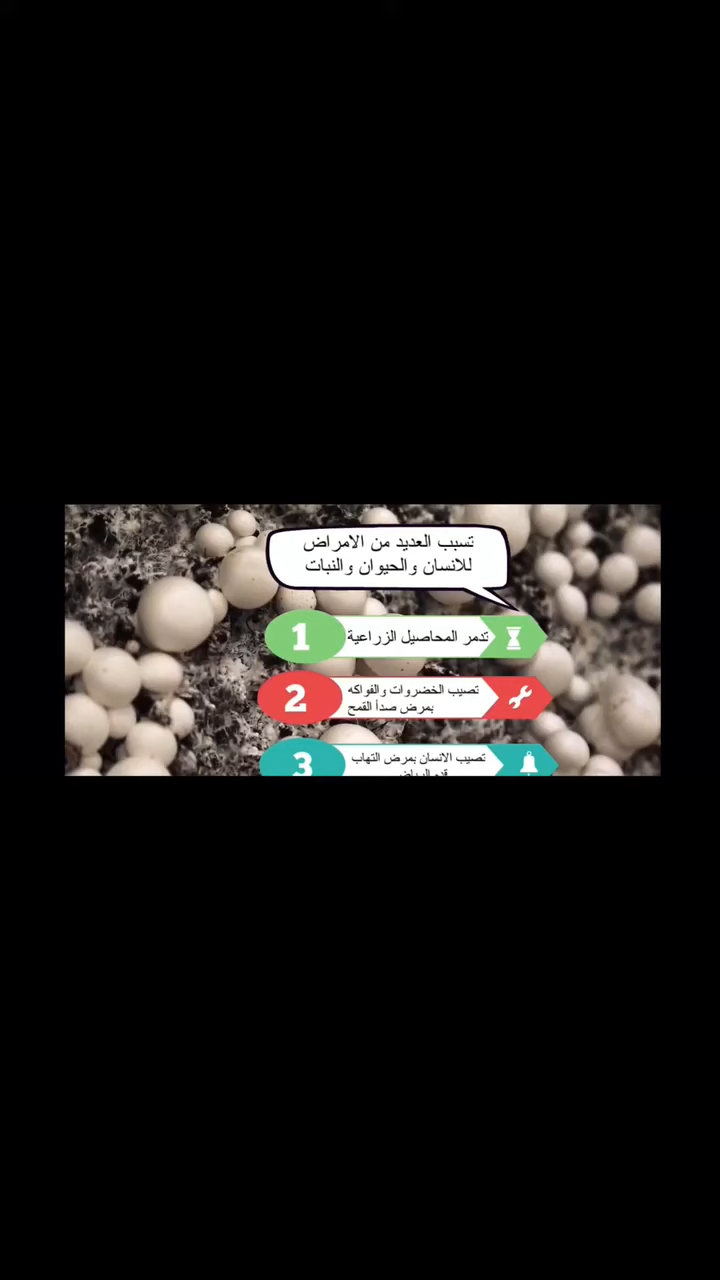 تسبب العديد من الامراض
للانسان والحيوان والنبات
1
تدمر المحاصيل الزراعية
2
تصيب الخضروات والفواكه
بمرض صدأ القمح
3
تصيب الانسان بمرض التهاب